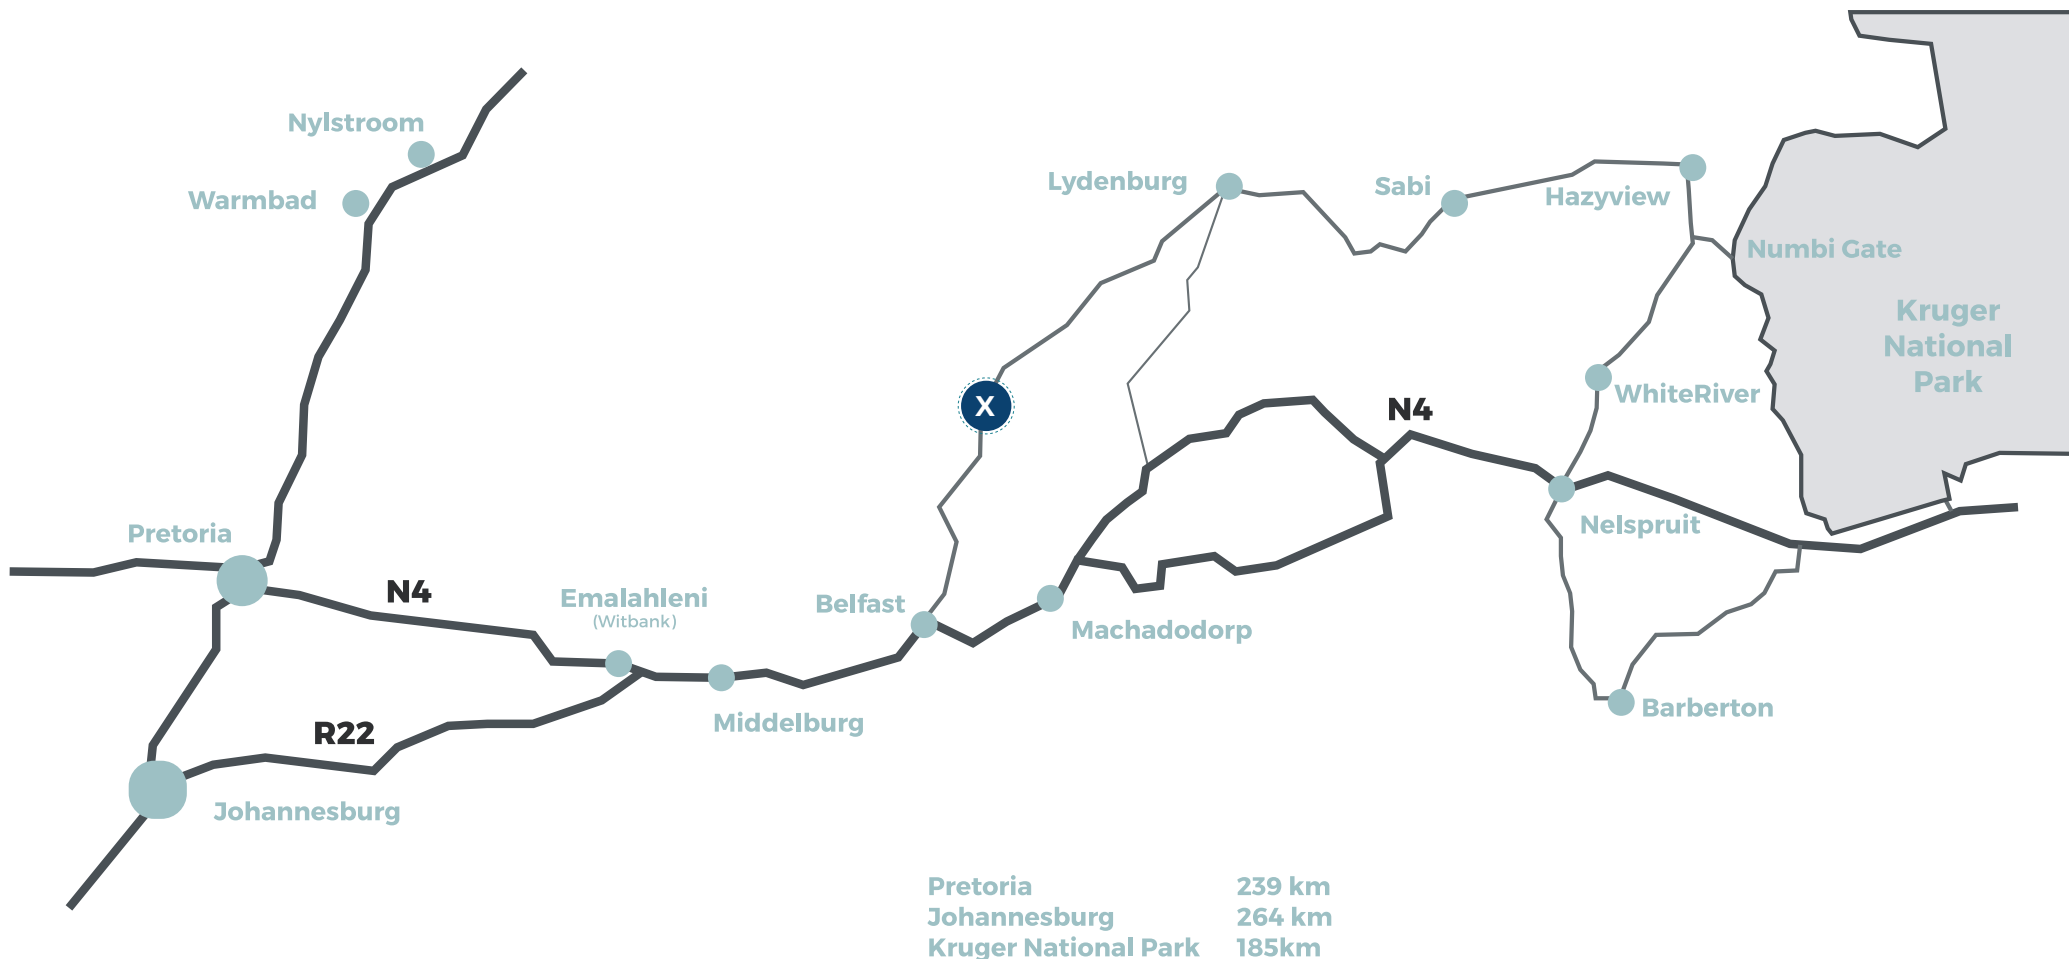 Nylstroom
Warmbad
Lydenburg
Sabi
Hazyview
Numbi Gate
Kruger
National
Park
WhiteRiver
X
N4
Nelspruit
Pretoria
N4
Emalahleni
(Witbank)
Belfast
Machadodorp
Middelburg
Barberton
R22
Johannesburg
Pretoria 239 km
Johannesburg 264 km
Kruger National Park 185km